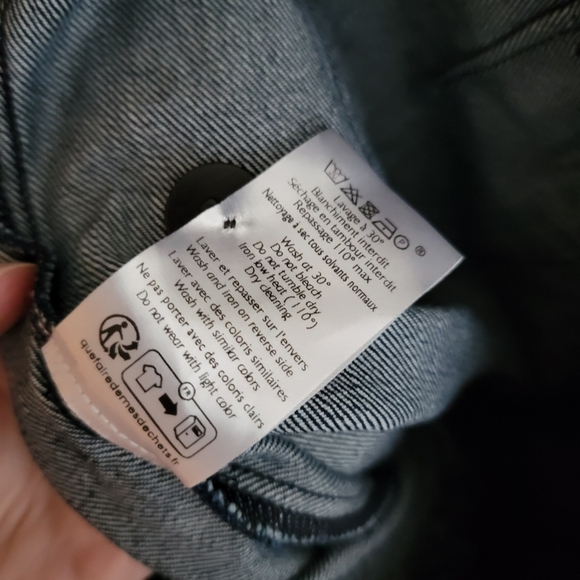 ®
Lavage à 30°
Blanchiment interdit
Séchage en tambour interdit
Repassage 110° max
Nettoyage à sec tous solvants normaux
Wash at 30°
Do not bleach
Do not tumble dry
Iron low heat ( 110°)
Dry cleaning
Laver et repasser sur l'envers
Wash and Iron on reverse side
Laver avec des coloris similaires
Wash with similar colors
Ne pas porter avec des coloris clairs
Do not wear with light color
FR
quefairedemesdechets.fr